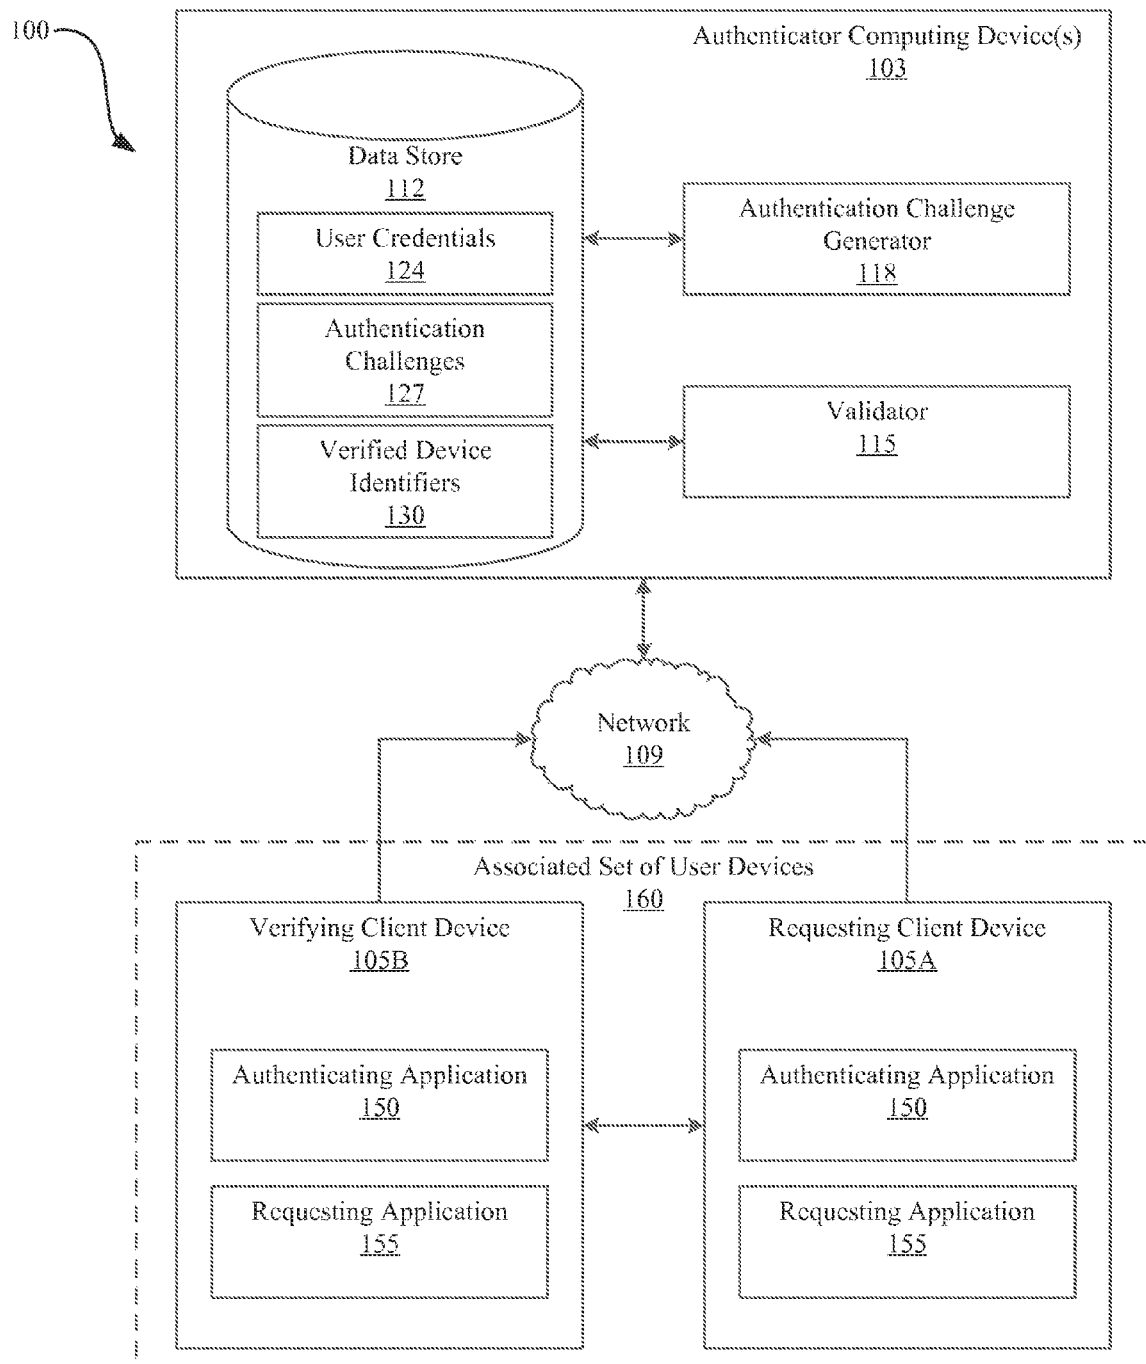 100
Authenticator Computing Device(s)
103
Data Store
112
User Credentials
124
Authentication
Challenges
127
Verified Device
Identifiers
130
Authentication Challenge
Generator
118
Validator
115
Network
109
Associated Set of User Devices
160
Verifying Client Device
105B
Authenticating Application
150
Requesting Application
155
Requesting Client Device
105A
Authenticating Application
150
Requesting Application
155